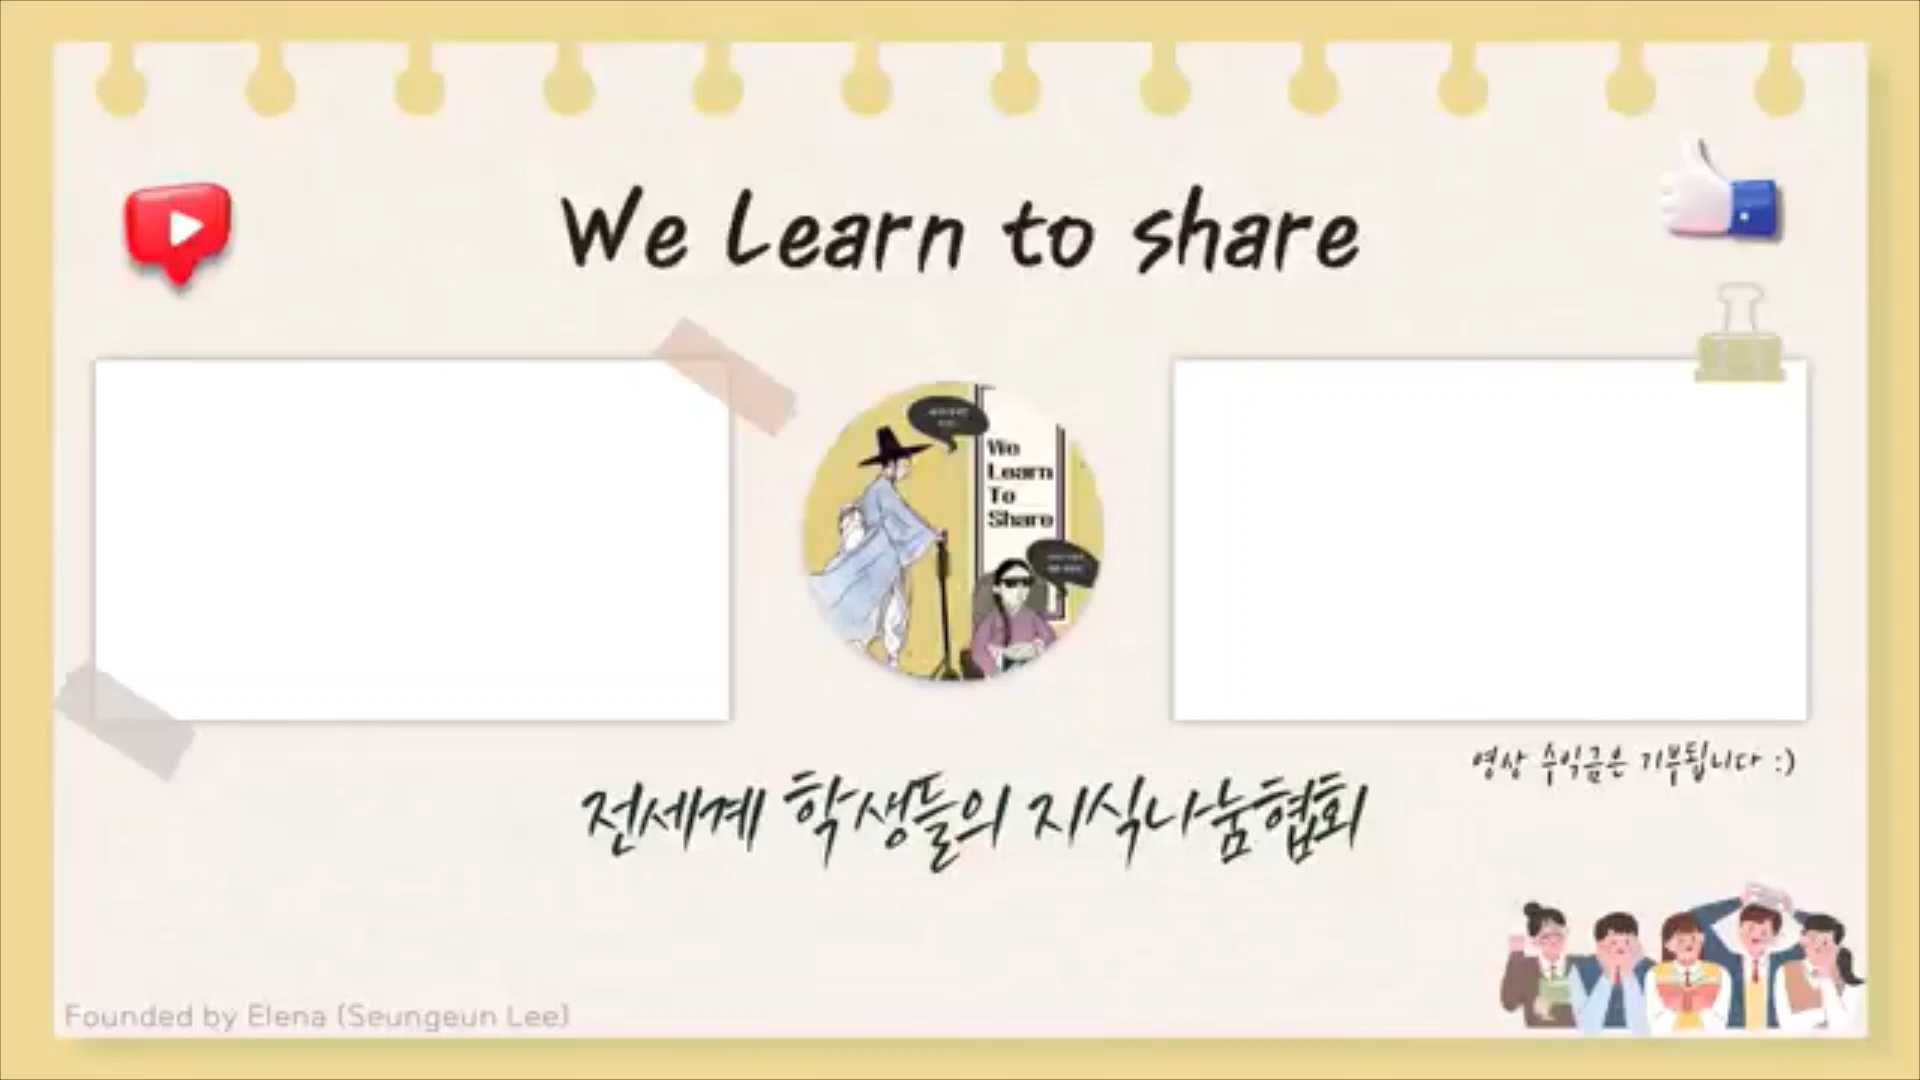 We Learn to share
We
Learn
To
Share
영상 수익금은 기부됩니다 :)
전세계 학생들의 지식나눔협회
Founded by Elena (Seungeun Lee)